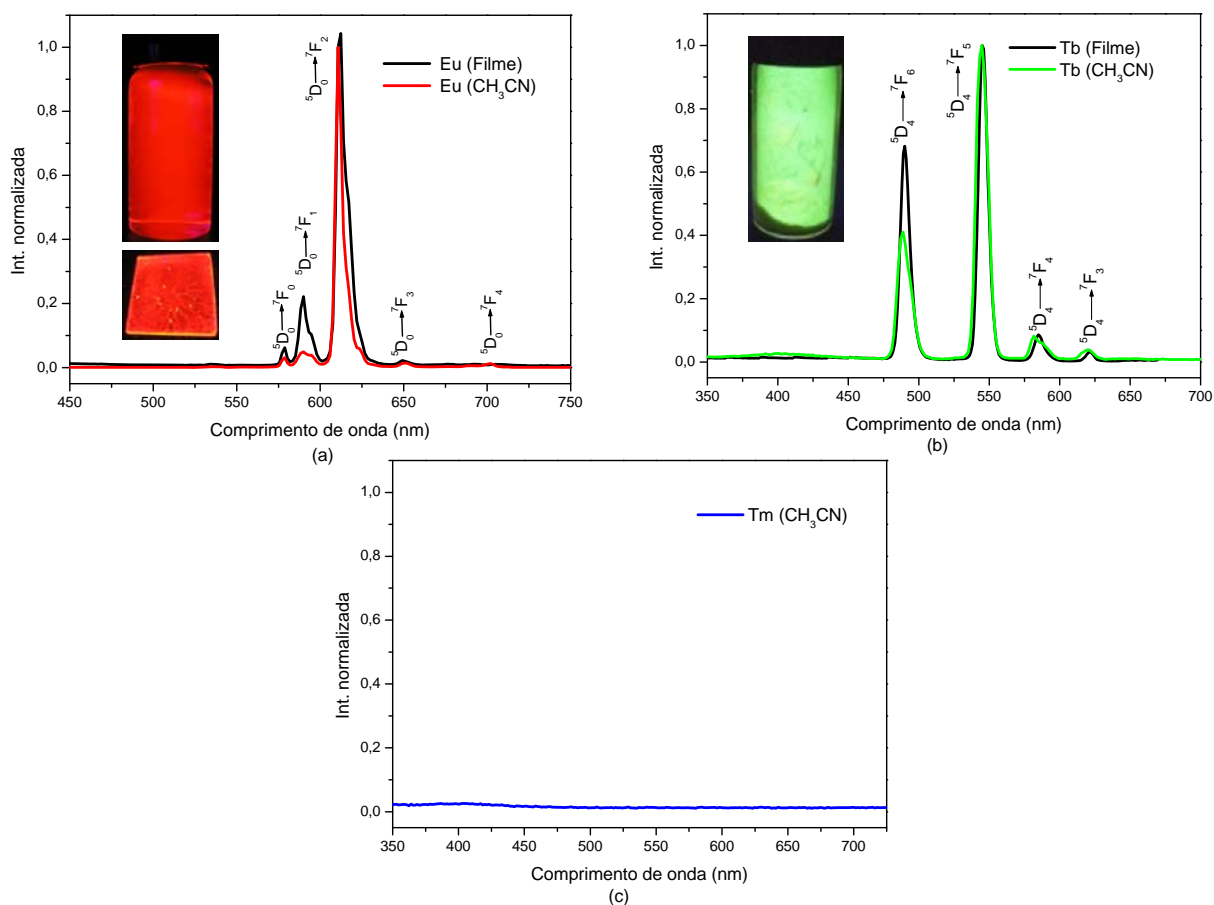 1,0
0,8
0,6
0,4
0,2
0,0
Int. normalizada
450 500 550 600 650 700 750
Comprimento de onda (nm)
(a)
Eu (Filme)
Eu (CH₃CN)
⁵D₀→⁷F₀
⁵D₀→⁷F₁
⁵D₀→⁷F₂
⁵D₀→⁷F₃
⁵D₀→⁷F₄
1,0
0,8
0,6
0,4
0,2
0,0
Int. normalizada
350 400 450 500 550 600 650 700
Comprimento de onda (nm)
(b)
Tb (Filme)
Tb (CH₃CN)
⁵D₄→⁷F₆
⁵D₄→⁷F₅
⁵D₄→⁷F₄
⁵D₄→⁷F₃
1,0
0,8
0,6
0,4
0,2
0,0
Int. normalizada
350 400 450 500 550 600 650 700
Comprimento de onda (nm)
(c)
Tm (CH₃CN)